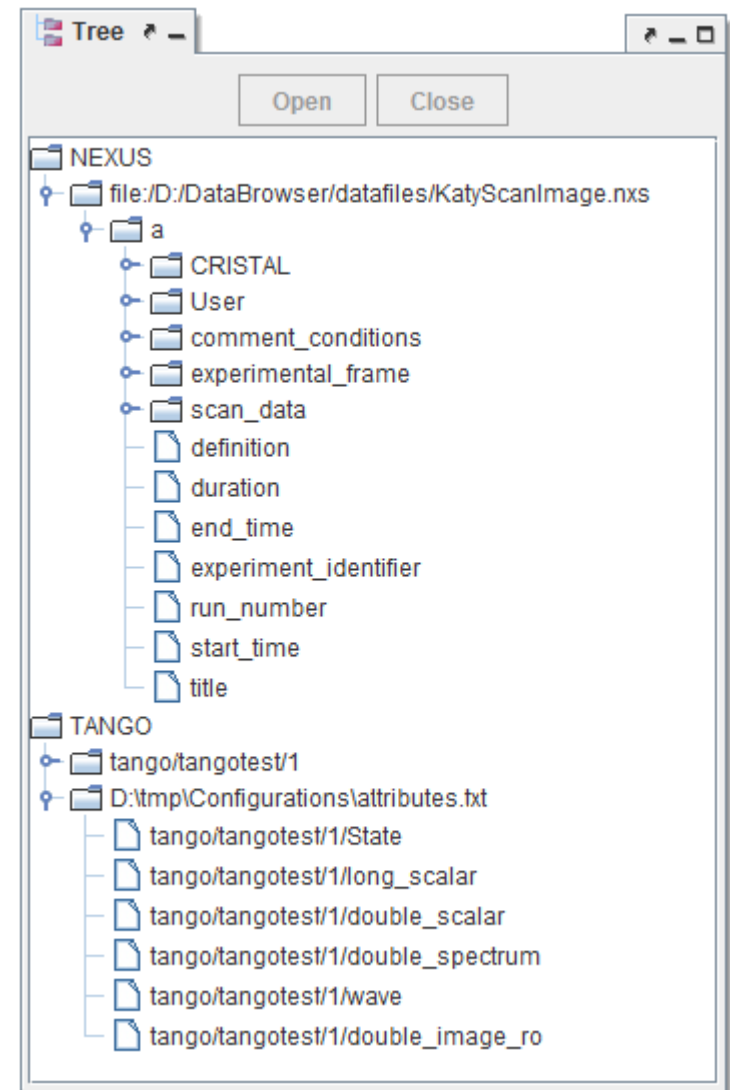 Tree
Open Close
NEXUS
file:/D:/DataBrowser/datafiles/KatyScanImage.nxs
a
CRISTAL
User
comment_conditions
experimental_frame
scan_data
definition
duration
end_time
experiment_identifier
run_number
start_time
title
TANGO
tango/tangotest/1
D:\tmp\Configurations\attributes.txt
tango/tangotest/1/State
tango/tangotest/1/long_scalar
tango/tangotest/1/double_scalar
tango/tangotest/1/double_spectrum
tango/tangotest/1/wave
tango/tangotest/1/double_image_ro